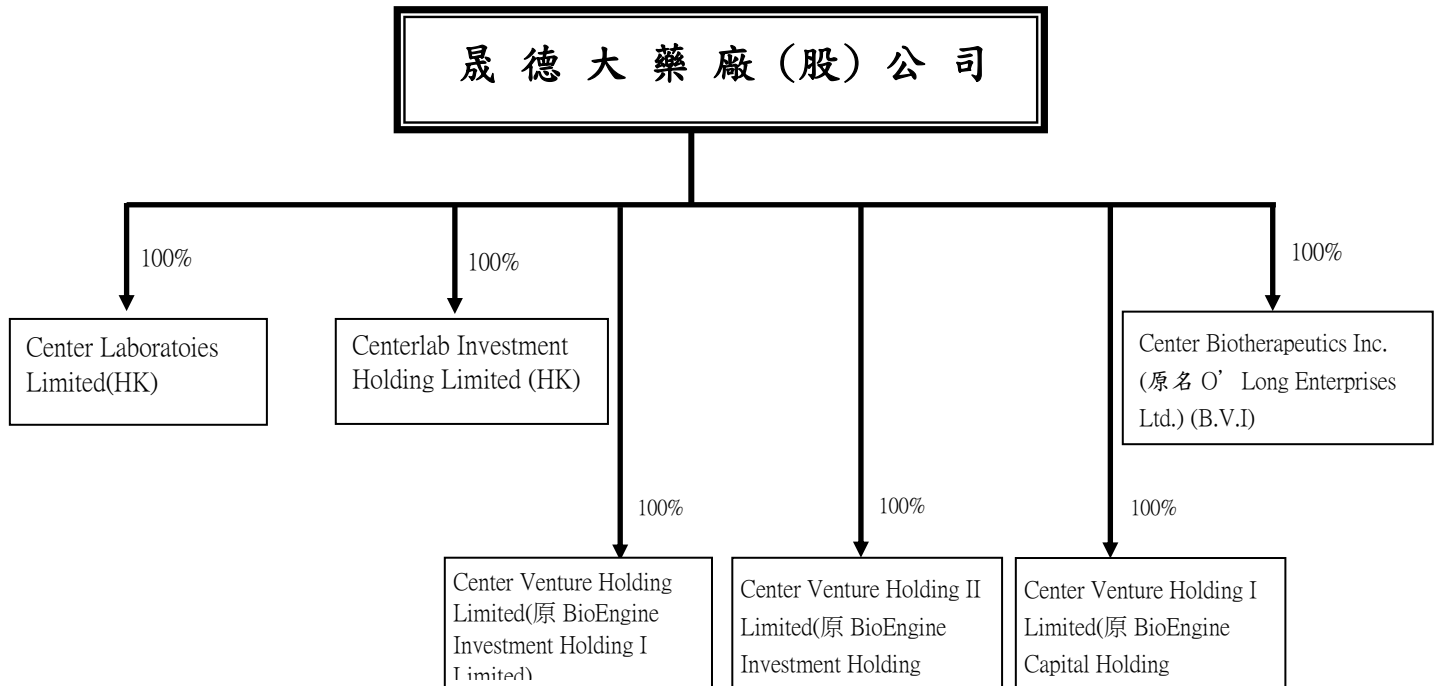 晟德大藥廠(股)公司
100%
100%
100%
Center Laboratoies
Limited(HK)
Centerlab Investment
Holding Limited (HK)
Center Biotherapeutics Inc.
(原名 O’ Long Enterprises
Ltd.) (B.V.I)
100%
100%
100%
Center Venture Holding
Limited(原 BioEngine
Investment Holding I
Limited)
Center Venture Holding II
Limited(原 BioEngine
Investment Holding
Center Venture Holding I
Limited(原 BioEngine
Capital Holding